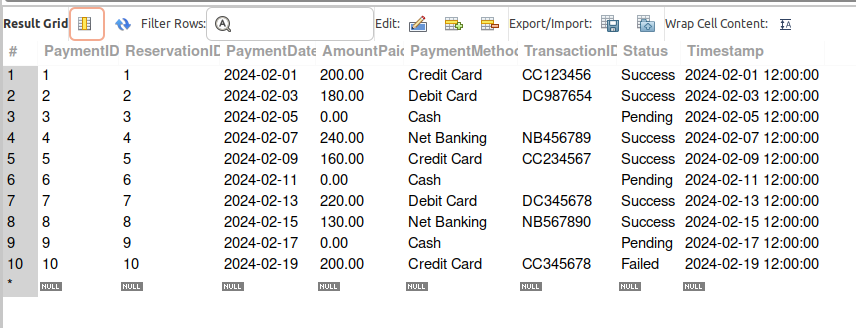 Result Grid Filter Rows: Edit: Export/Import: Wrap Cell Content: IA
# PaymentID ReservationID PaymentDate AmountPaid PaymentMethod TransactionID Status Timestamp
1 1 1 2024-02-01 200.00 Credit Card CC123456 Success 2024-02-01 12:00:00
2 2 2 2024-02-03 180.00 Debit Card DC987654 Success 2024-02-03 12:00:00
3 3 3 2024-02-05 0.00 Cash Pending 2024-02-05 12:00:00
4 4 4 2024-02-07 240.00 Net Banking NB456789 Success 2024-02-07 12:00:00
5 5 5 2024-02-09 160.00 Credit Card CC234567 Success 2024-02-09 12:00:00
6 6 6 2024-02-11 0.00 Cash Pending 2024-02-11 12:00:00
7 7 7 2024-02-13 220.00 Debit Card DC345678 Success 2024-02-13 12:00:00
8 8 8 2024-02-15 130.00 Net Banking NB567890 Success 2024-02-15 12:00:00
9 9 9 2024-02-17 0.00 Cash Pending 2024-02-17 12:00:00
10 10 10 2024-02-19 200.00 Credit Card CC345678 Failed 2024-02-19 12:00:00
* NULL NULL NULL NULL NULL NULL NULL NULL